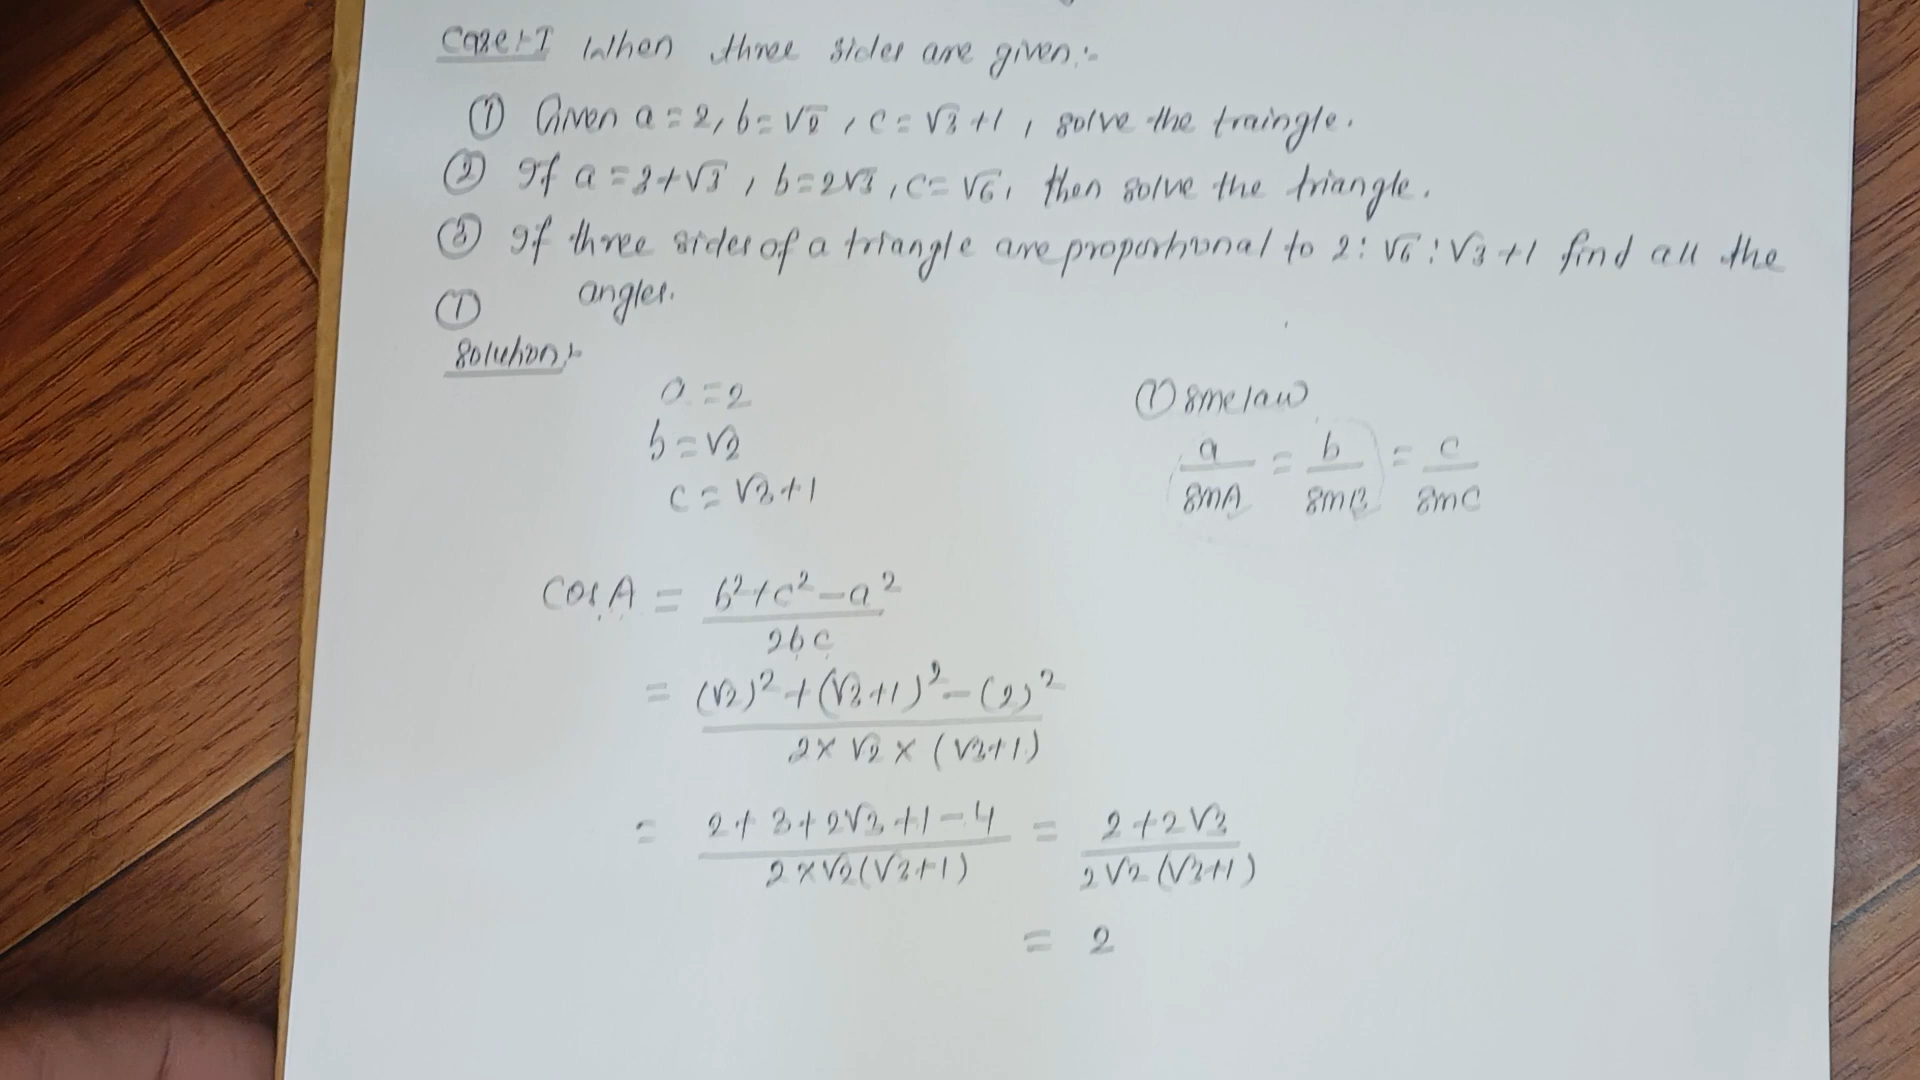 Case:-I When three sides are given:-
① Given a = 2, b = √2, c = √3 +1, solve the traingle.
② If a = 3+√3, b = 2√3, c = √6, then solve the triangle.
③ If three sides of a triangle are proportional to 2 : √6 : √3 +1 find all the
angles.
①
Solution:-
a = 2
b = √2
c = √3 +1
① sine law
a/sinA = b/sinB = c/sinC
cosA = (b²+c²-a²)/2bc
= ((√2)²+(√3+1)²-(2)²)/(2×√2×(√3+1))
= (2+3+2√3+1-4)/(2×√2(√3+1)) = (2+2√3)/(2√2(√3+1))
= 2